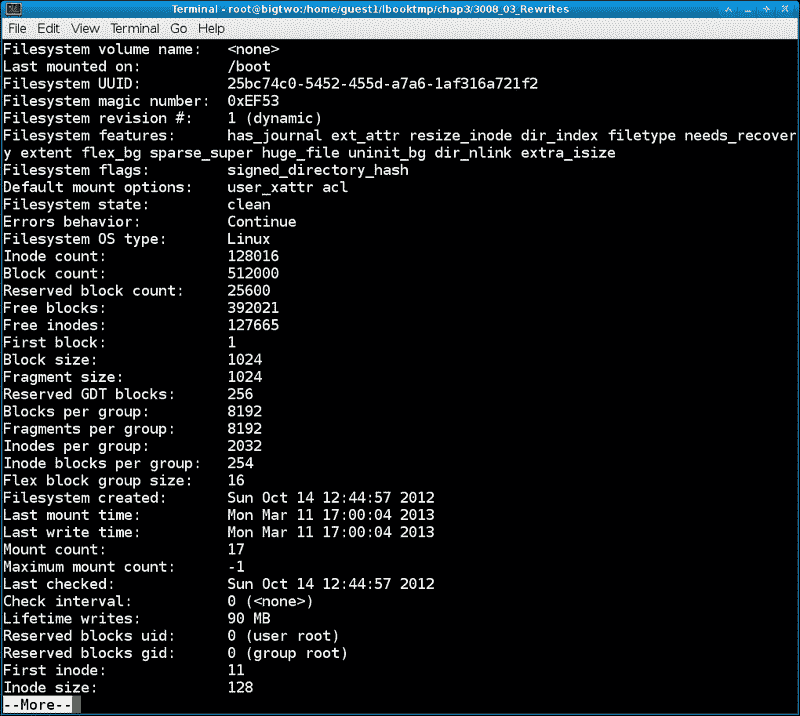 Terminal - root@bigtwo:/home/guest1/lbooktmp/chap3/3008_03_Rewrites
File Edit View Terminal Go Help
Filesystem volume name:   <none>
Last mounted on:          /boot
Filesystem UUID:          25bc74c0-5452-455d-a7a6-1af316a721f2
Filesystem magic number:  0xEF53
Filesystem revision #:    1 (dynamic)
Filesystem features:      has_journal ext_attr resize_inode dir_index filetype needs_recover
y extent flex_bg sparse_super huge_file uninit_bg dir_nlink extra_isize
Filesystem flags:         signed_directory_hash
Default mount options:    user_xattr acl
Filesystem state:         clean
Errors behavior:          Continue
Filesystem OS type:       Linux
Inode count:              128016
Block count:              512000
Reserved block count:     25600
Free blocks:              392021
Free inodes:              127665
First block:              1
Block size:               1024
Fragment size:            1024
Reserved GDT blocks:      256
Blocks per group:         8192
Fragments per group:      8192
Inodes per group:         2032
Inode blocks per group:   254
Flex block group size:    16
Filesystem created:       Sun Oct 14 12:44:57 2012
Last mount time:          Mon Mar 11 17:00:04 2013
Last write time:          Mon Mar 11 17:00:04 2013
Mount count:              17
Maximum mount count:      -1
Last checked:             Sun Oct 14 12:44:57 2012
Check interval:           0 (<none>)
Lifetime writes:          90 MB
Reserved blocks uid:      0 (user root)
Reserved blocks gid:      0 (group root)
First inode:              11
Inode size:               128
--More--